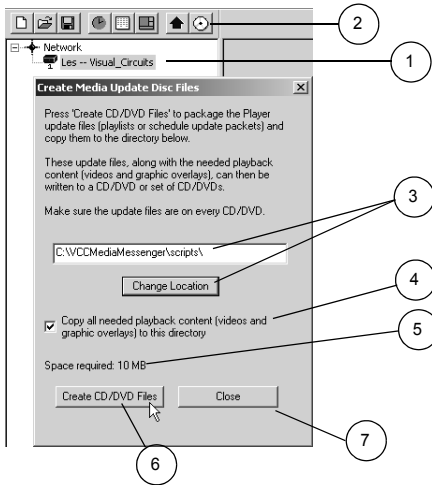 2
Network
1
Les -- Visual_Circuits
1
Create Media Update Disc Files
Press 'Create CD/DVD Files' to package the Player
update files (playlists or schedule update packets) and
copy them to the directory below.
These update files, along with the needed playback
content (videos and graphic overlays), can then be
written to a CD/DVD or set of CD/DVDs.
Make sure the update files are on every CD/DVD.
3
C:\VCCMediaMessenger\scripts\
Change Location
4
Copy all needed playback content (videos and
graphic overlays) to this directory
5
Space required: 10 MB
Create CD/DVD Files
Close
6
7